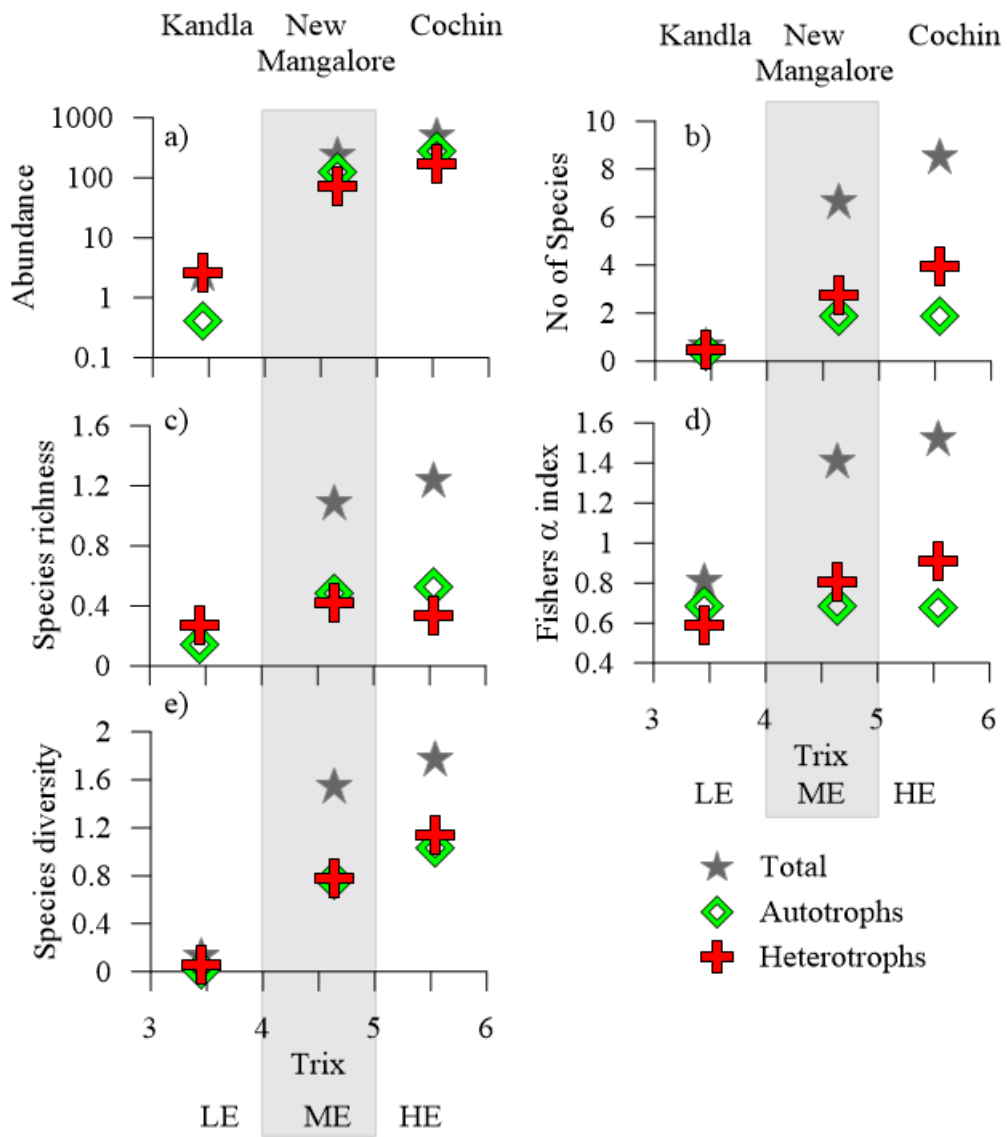 Kandla New Mangalore Cochin
Kandla New Mangalore Cochin
a)
Abundance
1000
100
10
1
0.1
b)
No of Species
10
8
6
4
2
0
c)
Species richness
1.6
1.2
0.8
0.4
0
d)
Fishers α index
1.6
1.4
1.2
1
0.8
0.6
0.4
3 4 5 6
Trix
LE ME HE
e)
Species diversity
2
1.6
1.2
0.8
0.4
0
3 4 5 6
Trix
LE ME HE
Total
Autotrophs
Heterotrophs